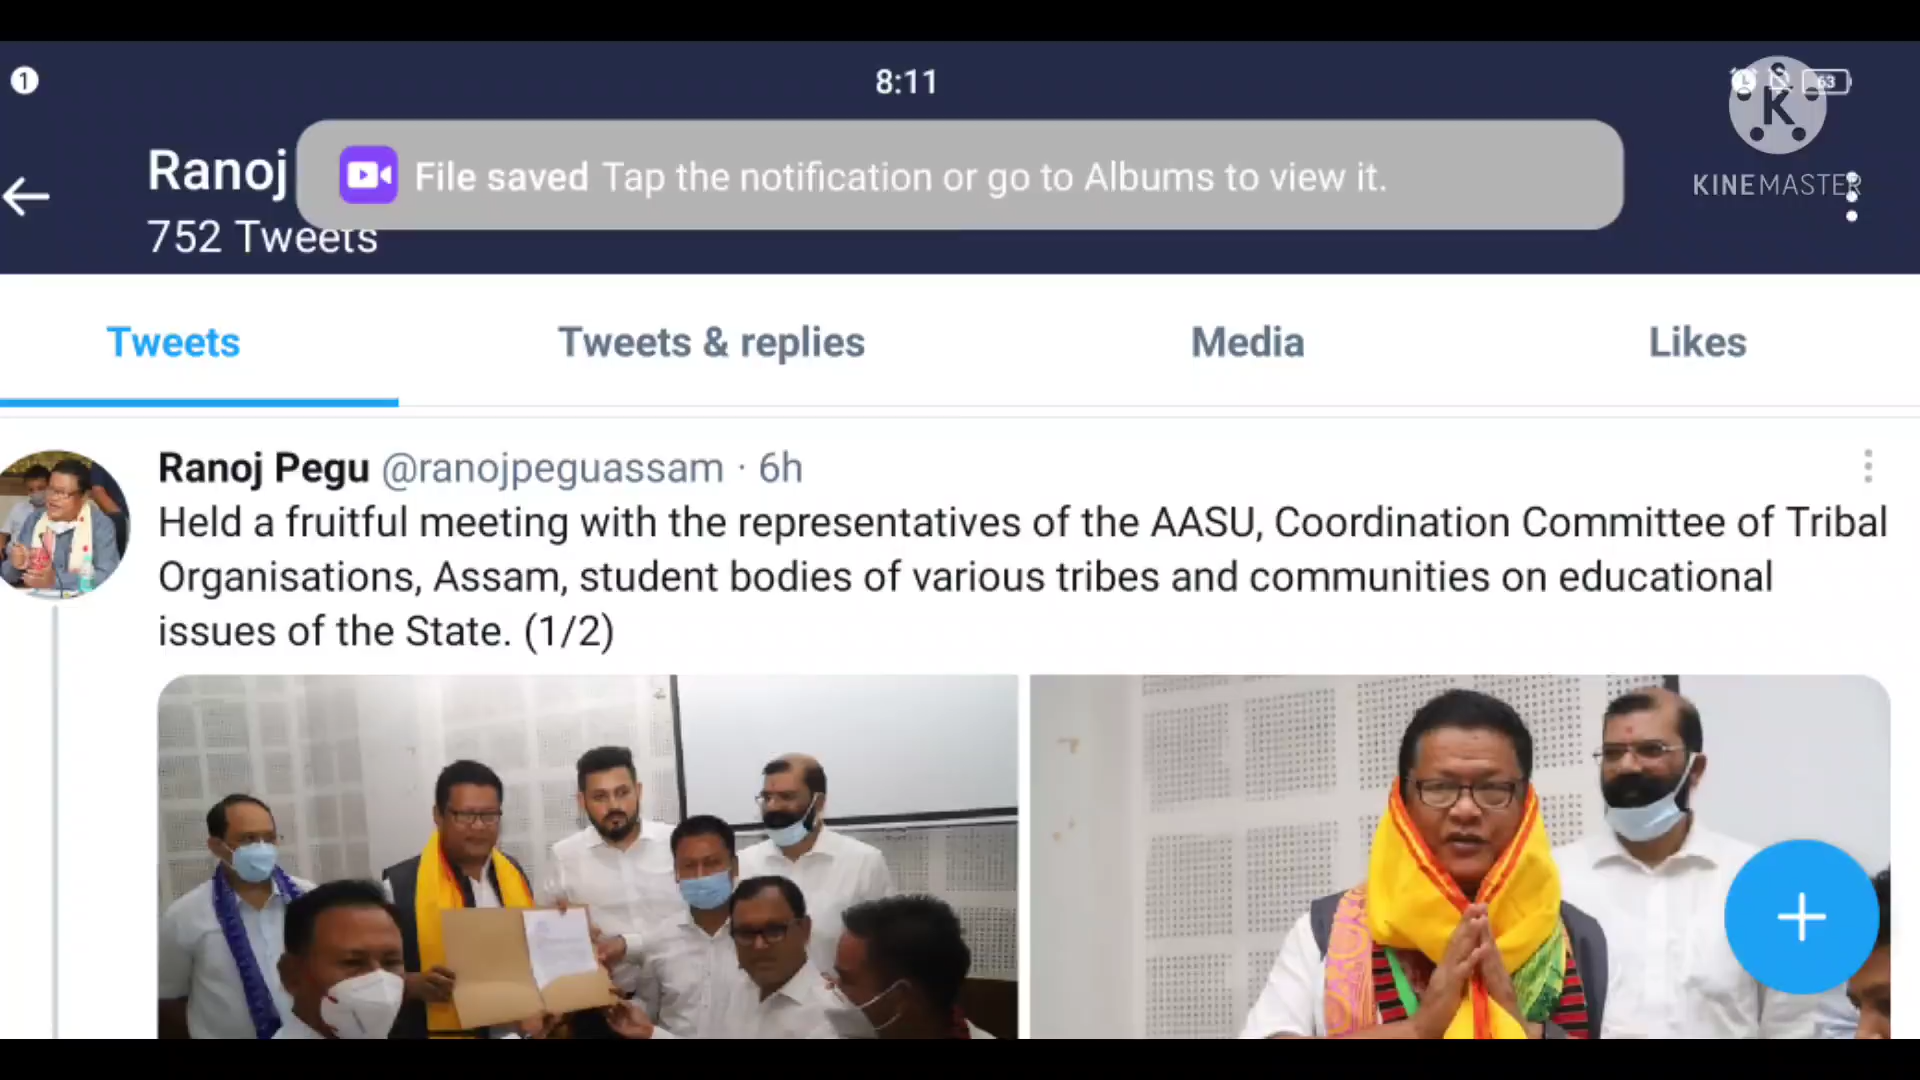 1
8:11
63
K
KINEMASTER
Ranoj
File saved Tap the notification or go to Albums to view it.
752 Tweets
Tweets
Tweets & replies
Media
Likes
Ranoj Pegu @ranojpeguassam · 6h
Held a fruitful meeting with the representatives of the AASU, Coordination Committee of Tribal
Organisations, Assam, student bodies of various tribes and communities on educational
issues of the State. (1/2)